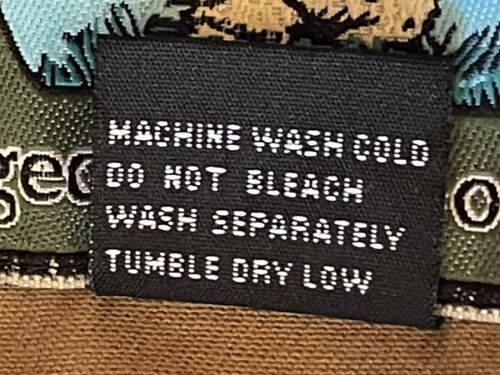 MACHINE WASH COLD
DO NOT BLEACH
WASH SEPARATELY
TUMBLE DRY LOW